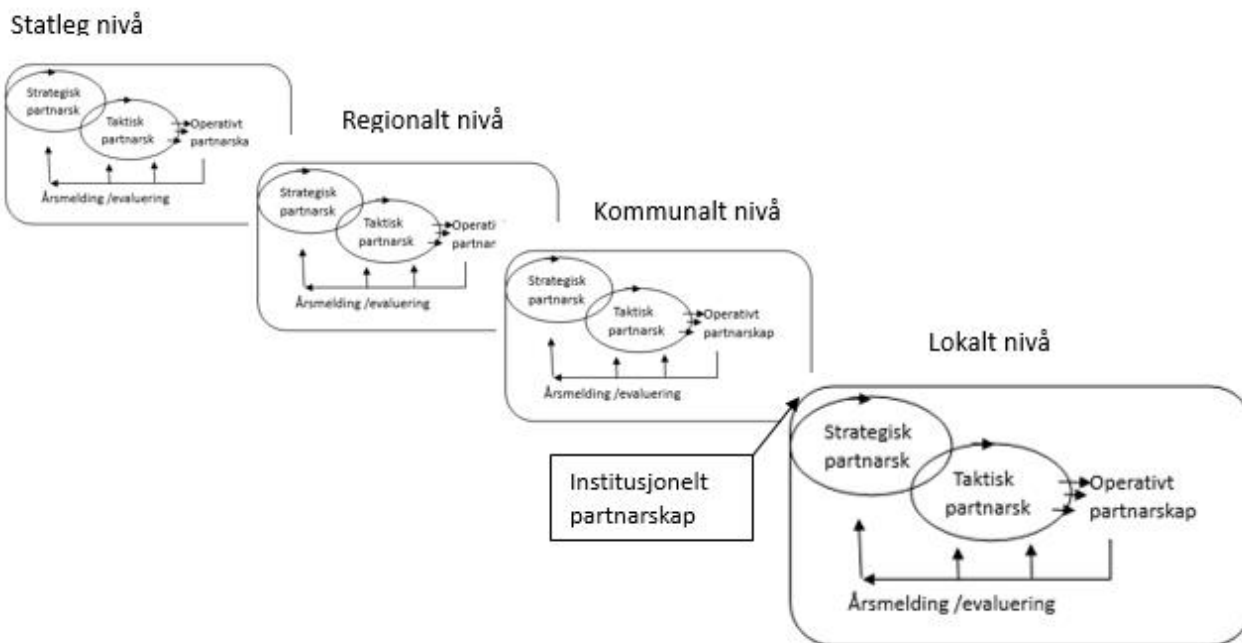 Statleg nivå
Strategisk
partnarsk
Taktisk
partnarsk
Operativt
partnarska
Årsmelding /evaluering
Regionalt nivå
Strategisk
partnarsk
Taktisk
partnarsk
Operati
partnar
Årsmelding /evaluering
Kommunalt nivå
Strategisk
partnarsk
Taktisk
partnarsk
Operativt
partnarskap
Årsmelding /evaluering
Lokalt nivå
Institusjonelt
partnarskap
Strategisk
partnarsk
Taktisk
partnarsk
Operativt
partnarskap
Årsmelding /evaluering